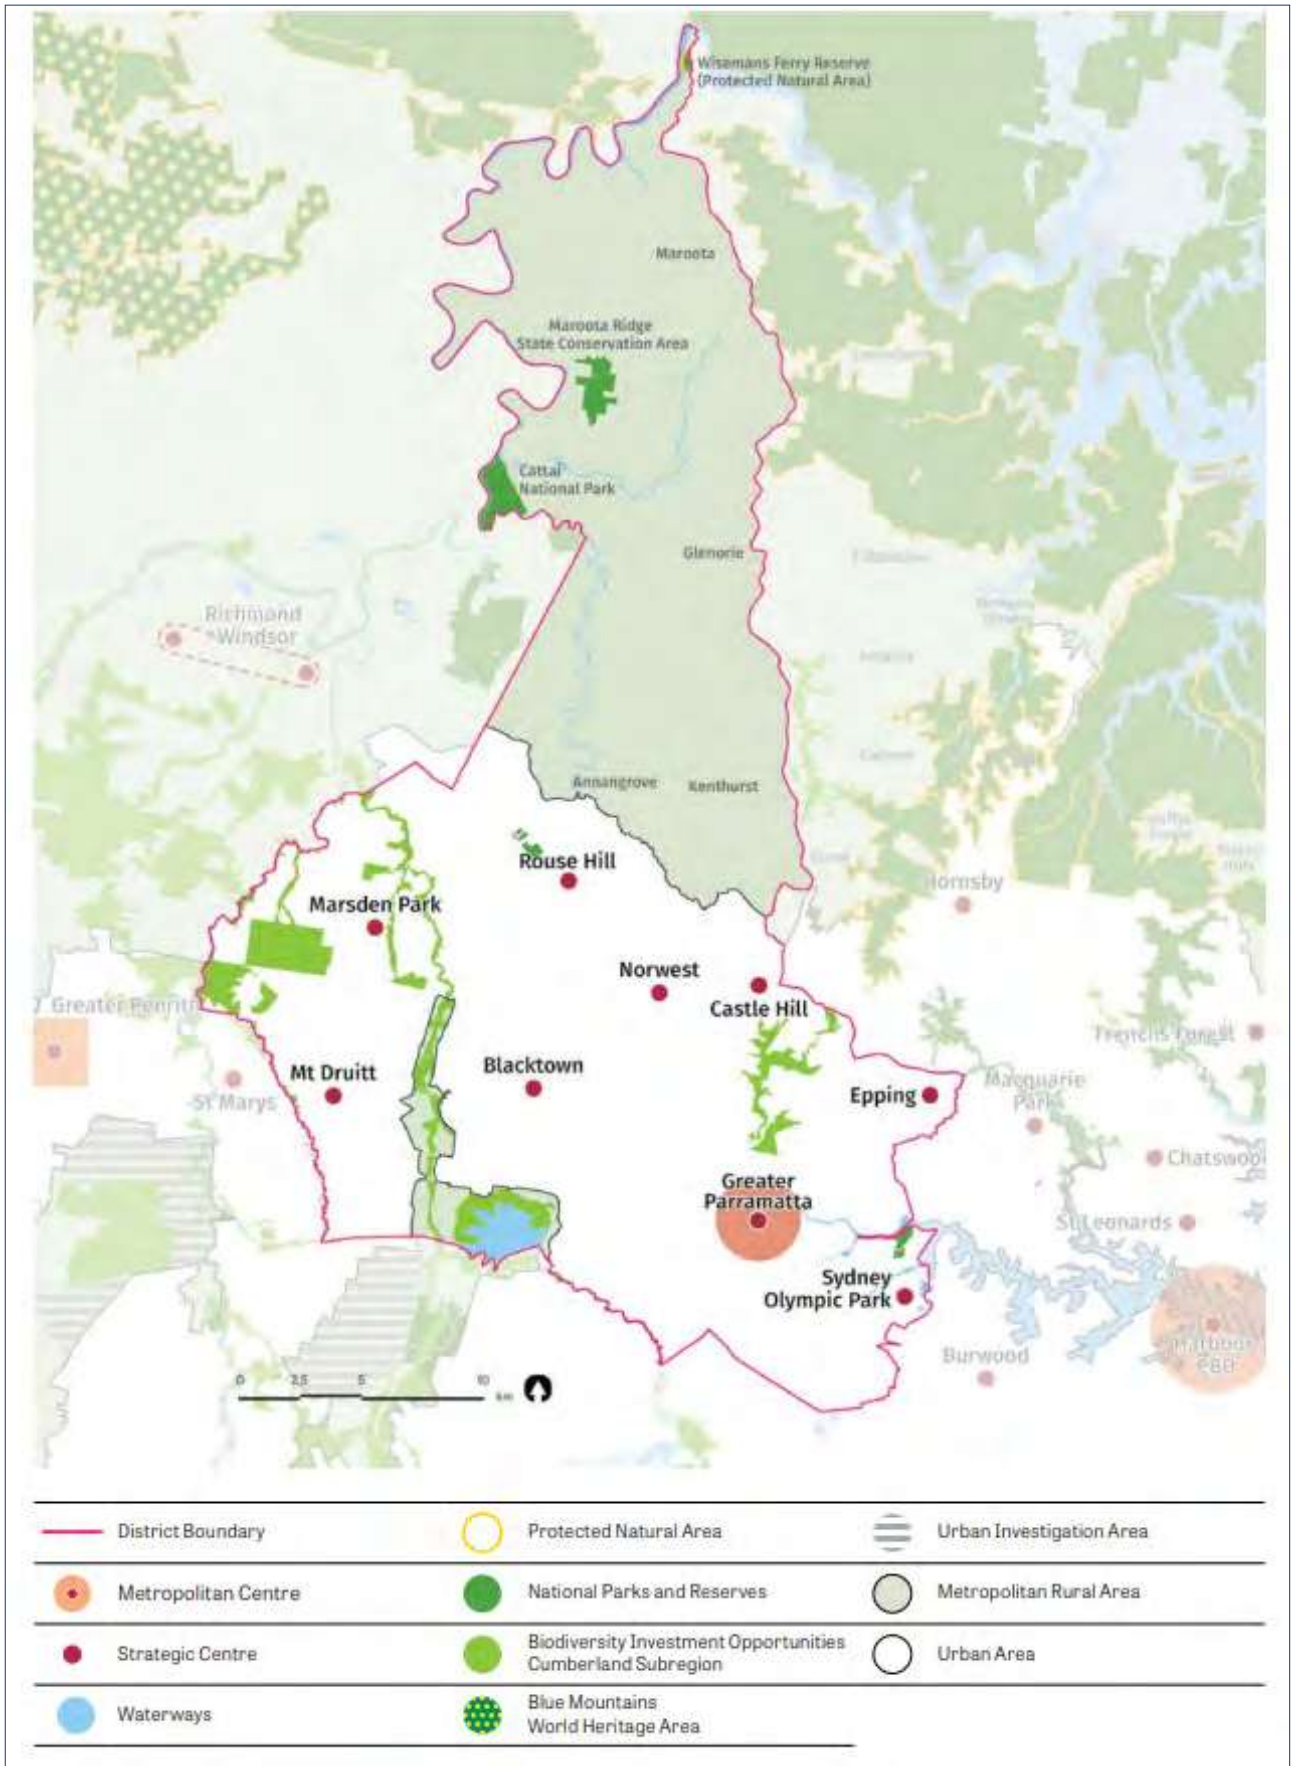 Wisemans Ferry Reserve
(Protected Natural Area)
Maroota
Maroota Ridge
State Conservation Area
Cattai
National Park
Glenorie
Richmond
-Windsor
Annangrove
Kenthurst
Rouse Hill
Hornsby
Marsden Park
Norwest
Castle Hill
Greater Penrith
Frenchs Forest
Mt Druitt
Blacktown
St Marys
Epping
Macquarie
Park
Chatswoo
Greater
Parramatta
St Leonards
Sydney
Olympic Park
Harbour
CBD
Burwood
0 2.5 5 10
km
District Boundary
Protected Natural Area
Urban Investigation Area
Metropolitan Centre
National Parks and Reserves
Metropolitan Rural Area
Strategic Centre
Biodiversity Investment Opportunities
Cumberland Subregion
Urban Area
Waterways
Blue Mountains
World Heritage Area